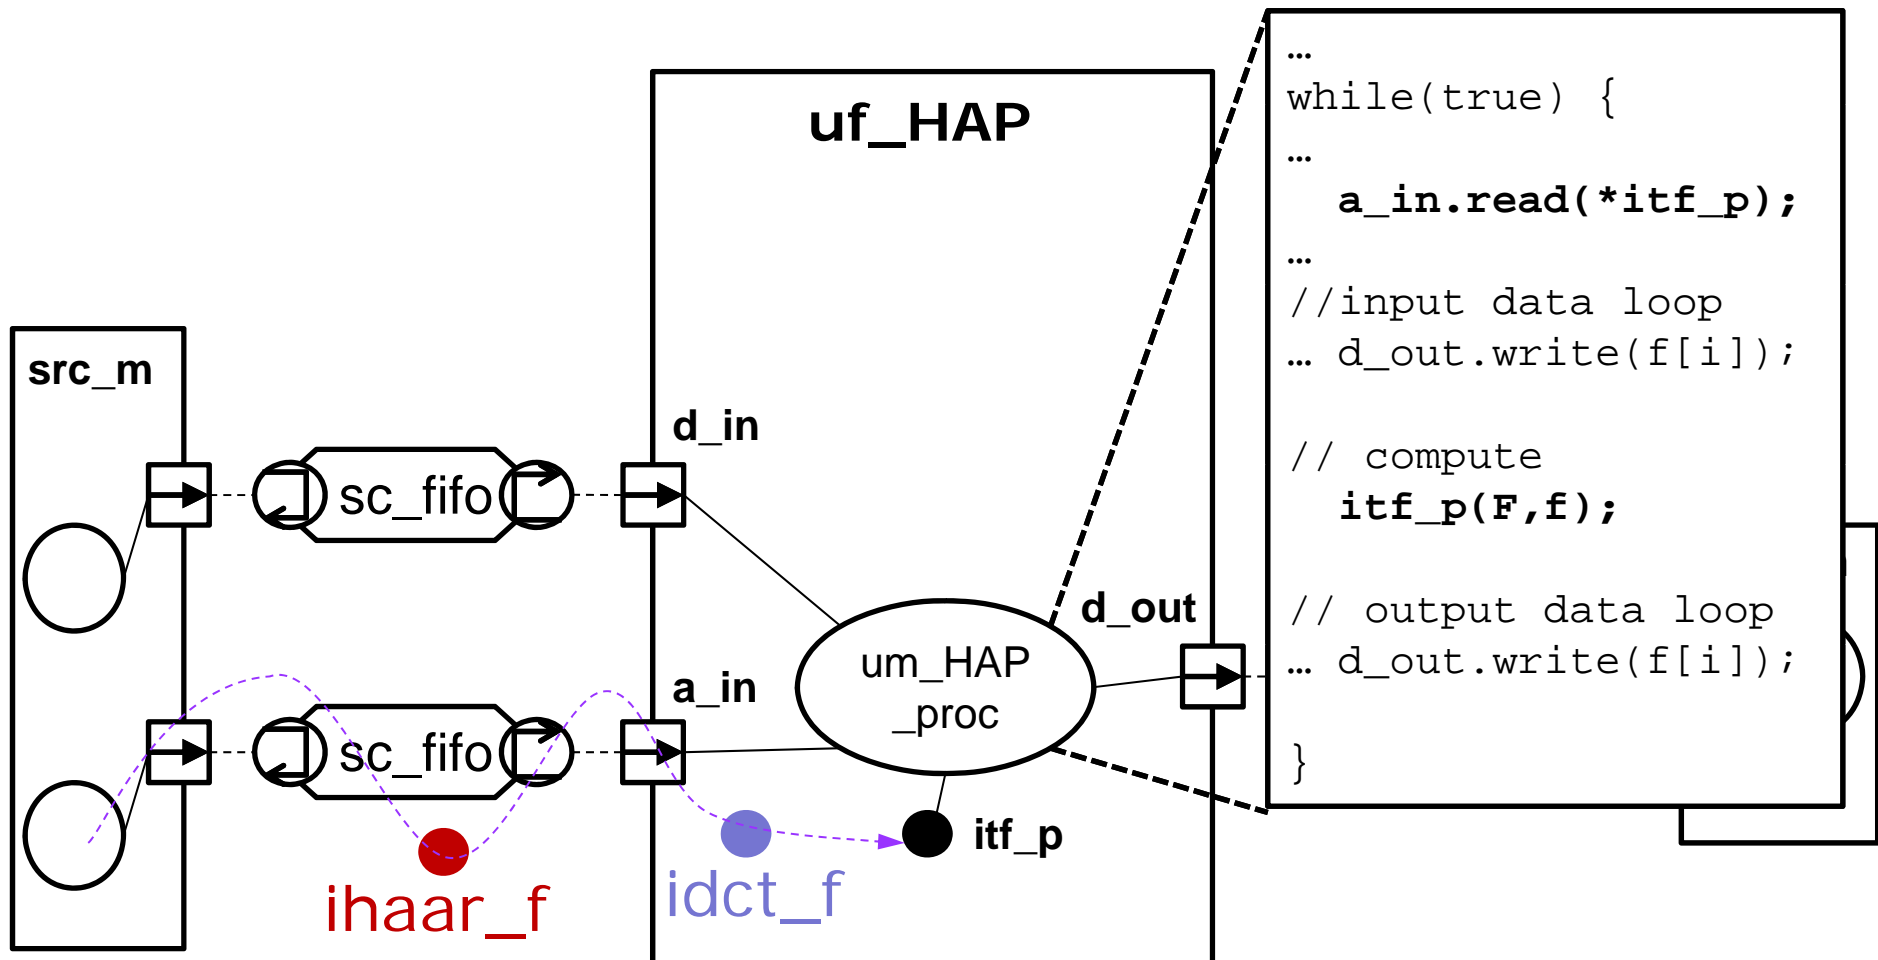 uf_HAP
src_m
d_in
sc_fifo
a_in
sc_fifo
um_HAP
_proc
d_out
itf_p
ihaar_f
idct_f
…
while(true) {
…
a_in.read(*itf_p);
…
//input data loop
… d_out.write(f[i]);
// compute
itf_p(F,f);
// output data loop
… d_out.write(f[i]);
}